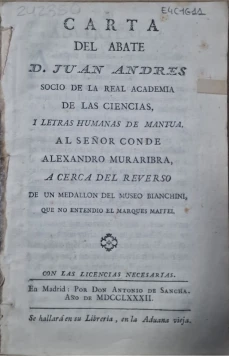 E4C1G11
CARTA
DEL ABATE
D. JUAN ANDRES
SOCIO DE LA REAL ACADEMIA
DE LAS CIENCIAS,
I LETRAS HUMANAS DE MANTUA.
AL SEÑOR CONDE
ALEXANDRO MURARIBRA,
A CERCA DEL REVERSO
DE UN MEDALLON DEL MUSEO BIANCHINI,
QUE NO ENTENDIO EL MARQUES MAFFEI.
CON LAS LICENCIAS NECESARIAS.
En Madrid: POR DON ANTONIO DE SANCHA.
AÑO DE MDCCLXXXII.
Se hallará en su Libreria, en la Aduana vieja.